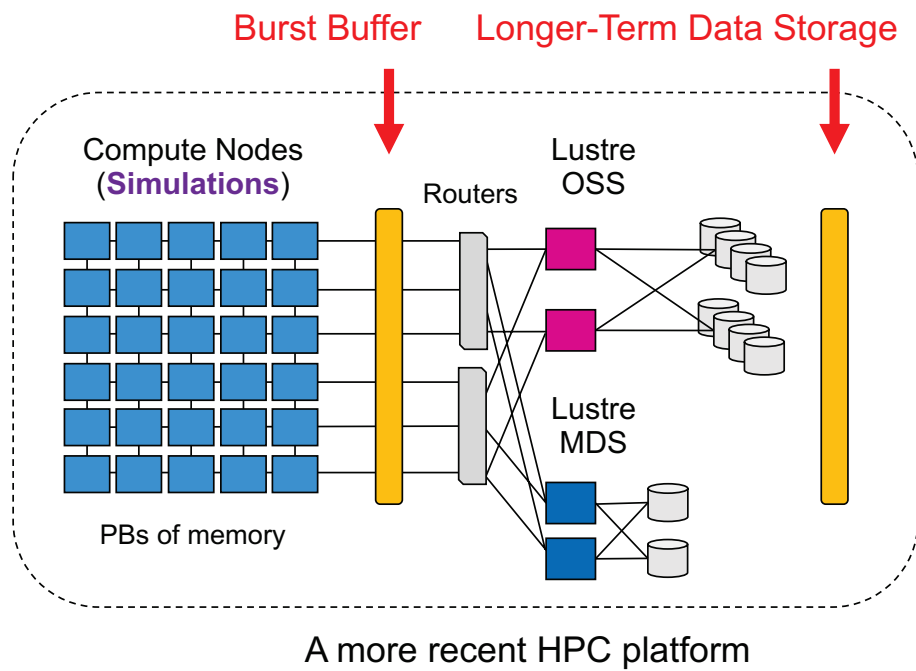 Burst Buffer
Longer-Term Data Storage
Compute Nodes
(Simulations)
Routers
Lustre
OSS
Lustre
MDS
PBs of memory
A more recent HPC platform